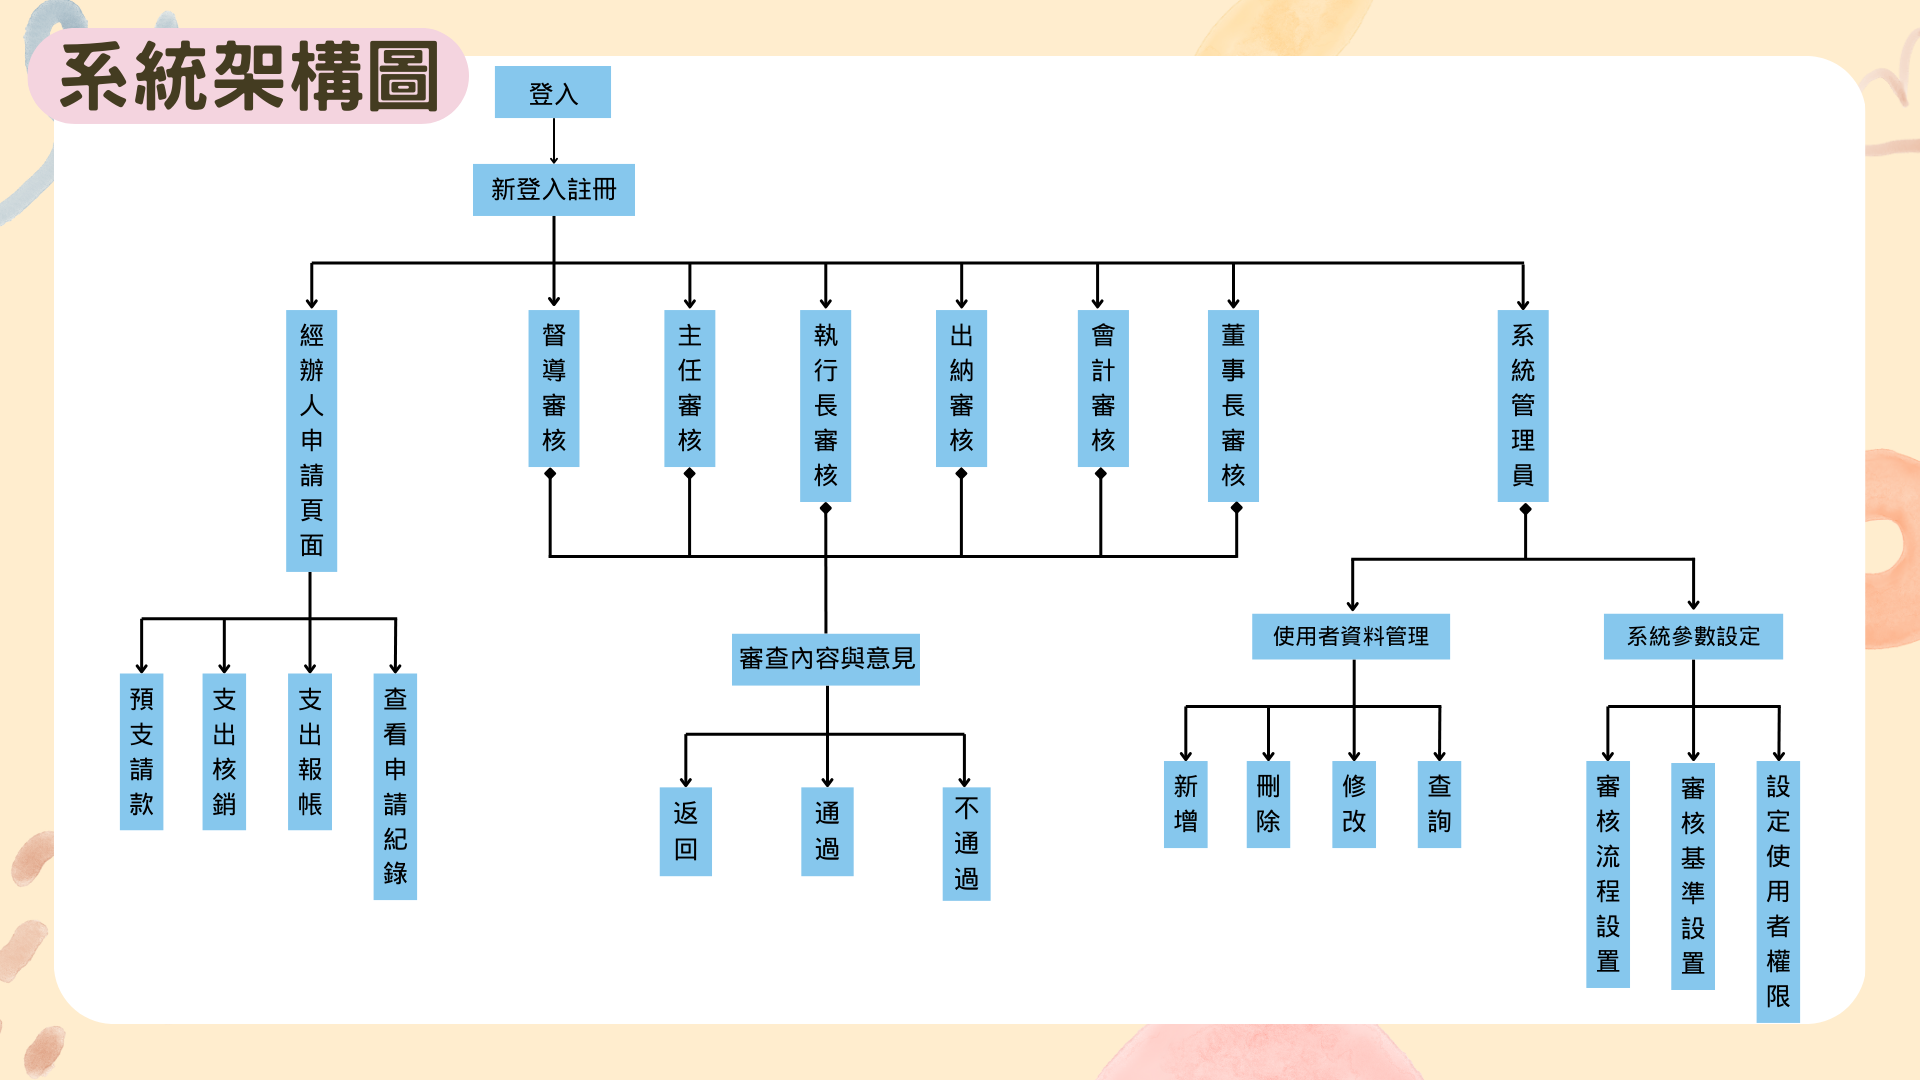 系統架構圖
登入
新登入註冊
經辦人申請頁面
督導審核
主任審核
執行長審核
出納審核
會計審核
董事長審核
系統管理員
使用者資料管理
系統參數設定
審查內容與意見
預支請款
支出核銷
支出報帳
查看申請紀錄
返回
通過
不通過
新增
刪除
修改
查詢
審核流程設置
審核基準設置
設定使用者權限